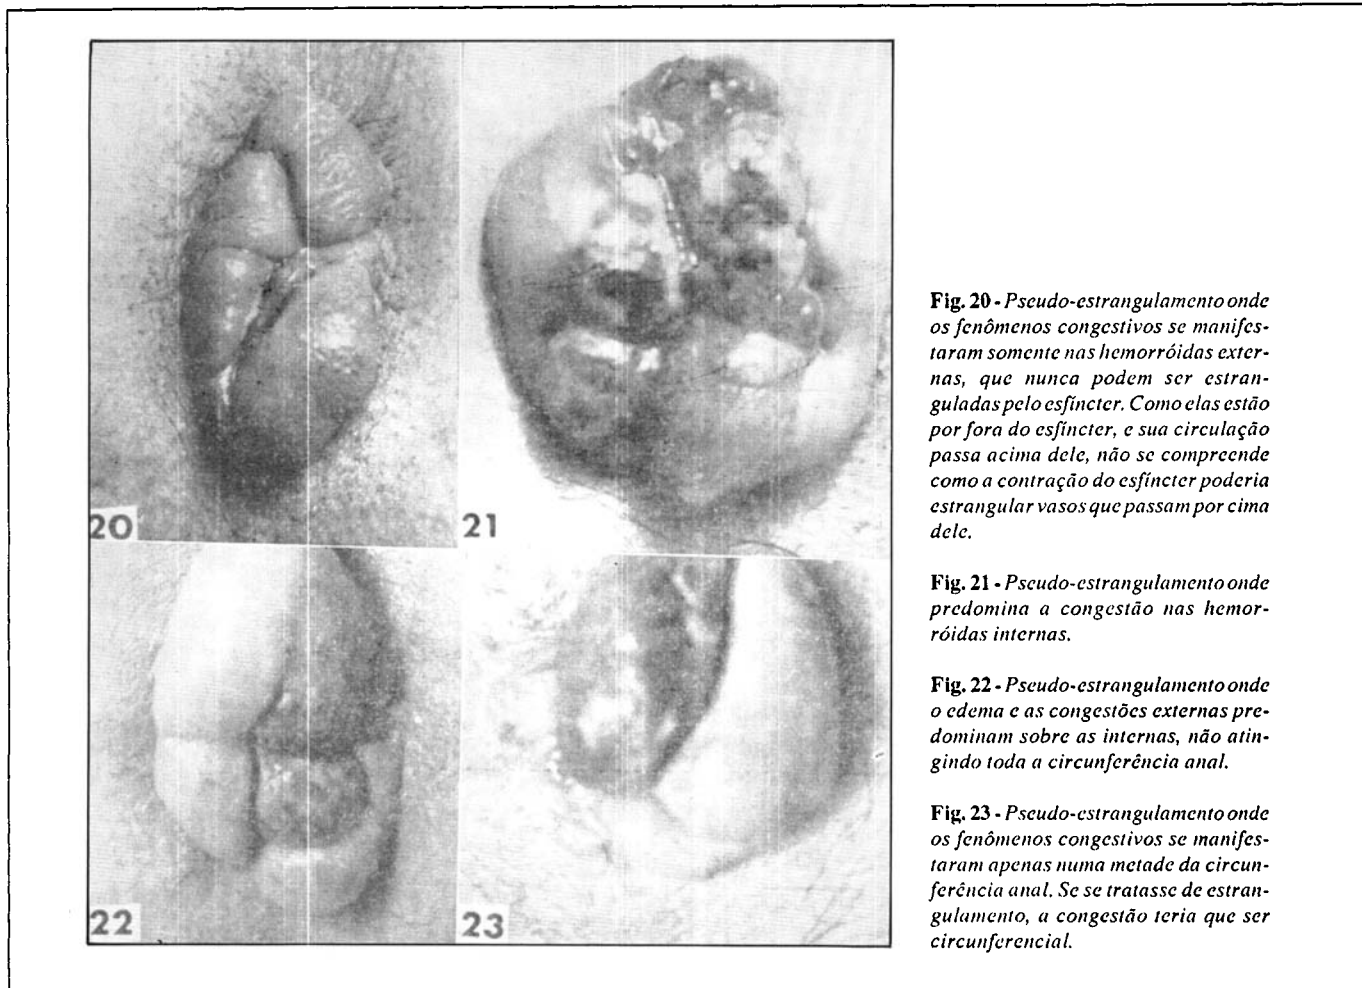 20
21
22
23
Fig. 20 - Pseudo-estrangulamento onde
os fenômenos congestivos se manifes-
taram somente nas hemorróidas exter-
nas, que nunca podem ser estran-
guladas pelo esfíncter. Como elas estão
por fora do esfíncter, e sua circulação
passa acima dele, não se compreende
como a contração do esfíncter poderia
estrangular vasos que passam por cima
dele.
Fig. 21 - Pseudo-estrangulamento onde
predomina a congestão nas hemor-
róidas internas.
Fig. 22 - Pseudo-estrangulamento onde
o edema e as congestões externas pre-
dominam sobre as internas, não atin-
gindo toda a circunferência anal.
Fig. 23 - Pseudo-estrangulamento onde
os fenômenos congestivos se manifes-
taram apenas numa metade da circun-
ferência anal. Se se tratasse de estran-
gulamento, a congestão teria que ser
circunferencial.